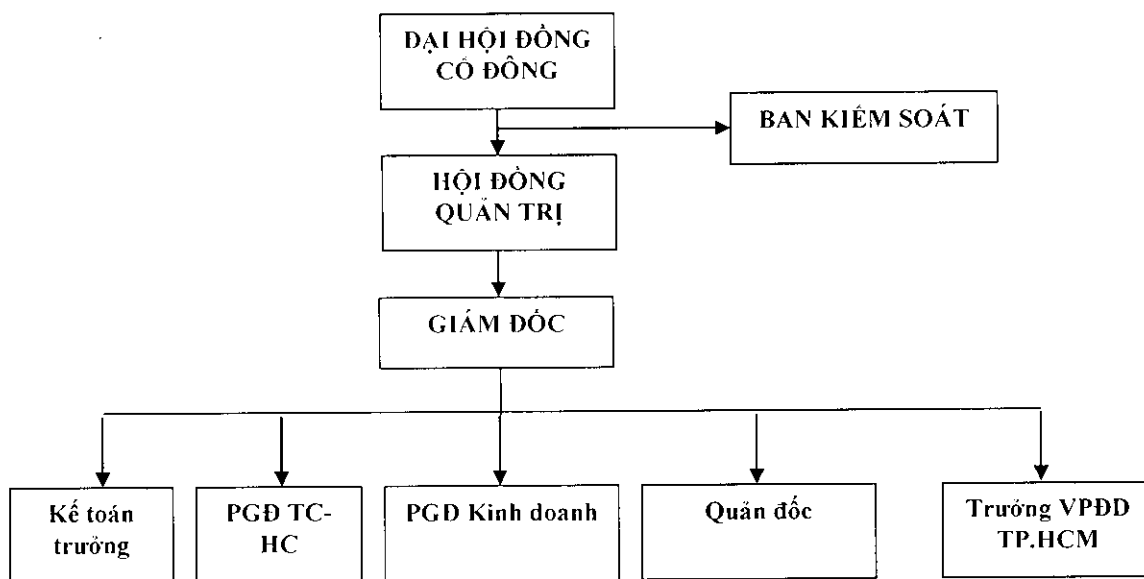 ĐẠI HỘI ĐỒNG
CỔ ĐÔNG
BAN KIỂM SOÁT
HỘI ĐỒNG
QUẢN TRỊ
GIÁM ĐỐC
Kế toán
trưởng
PGĐ TC-
HC
PGĐ Kinh doanh
Quản đốc
Trưởng VPĐD
TP.HCM